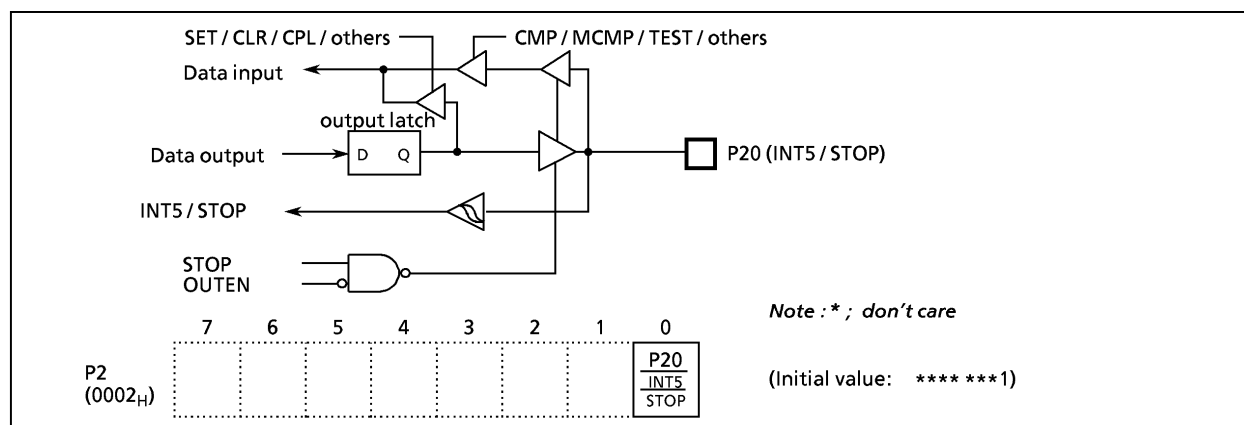 SET / CLR / CPL / others
CMP / MCMP / TEST / others
Data input
output latch
Data output
D Q
P20 (INT5 / STOP)
INT5 / STOP
STOP
OUTEN
Note : * ; don't care
7 6 5 4 3 2 1 0
P2
(0002H)
P20
INT5
STOP
(Initial value: **** ***1)